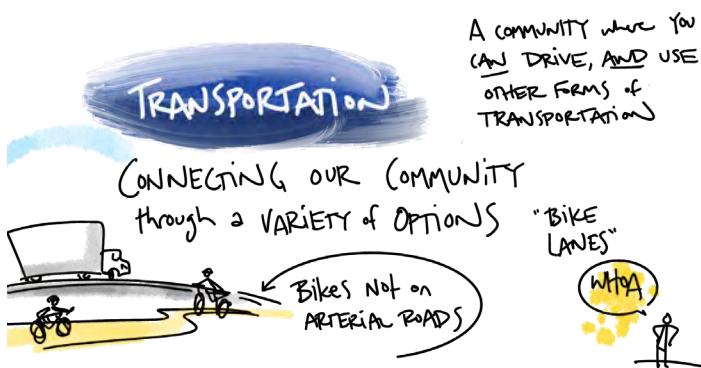 TRANSPORTATION
A COMMUNITY where YOU
CAN DRIVE, AND USE
OTHER FORMS of
TRANSPORTATION
CONNECTING OUR COMMUNITY
through a VARIETY of OPTIONS
Bikes Not on
ARTERIAL ROADS
"BIKE
LANES"
WHOA